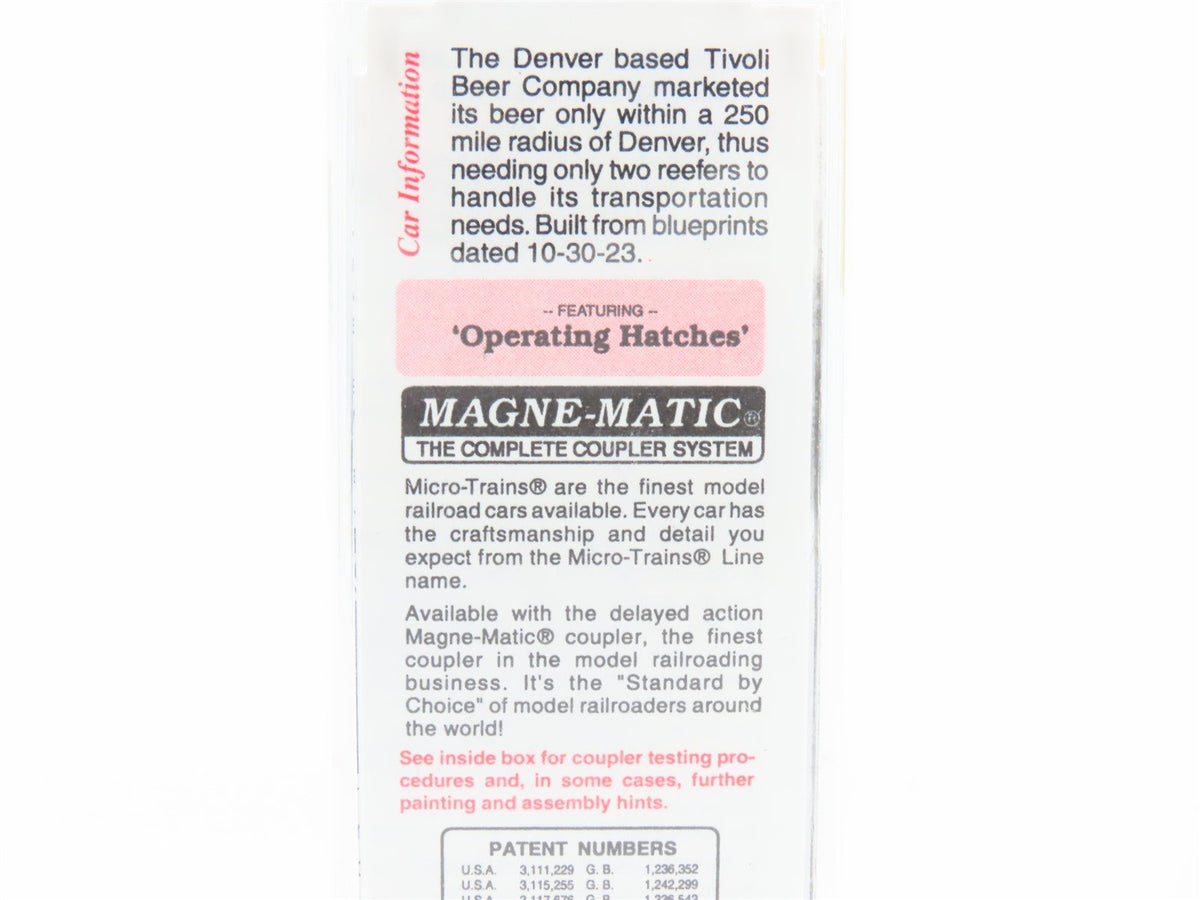 Car Information
The Denver based Tivoli
Beer Company marketed
its beer only within a 250
mile radius of Denver, thus
needing only two reefers to
handle its transportation
needs. Built from blueprints
dated 10-30-23.
-- FEATURING --
'Operating Hatches'
MAGNE-MATIC®
THE COMPLETE COUPLER SYSTEM
Micro-Trains® are the finest model
railroad cars available. Every car has
the craftsmanship and detail you
expect from the Micro-Trains® Line
name.
Available with the delayed action
Magne-Matic® coupler, the finest
coupler in the model railroading
business. It's the "Standard by
Choice" of model railroaders around
the world!
See inside box for coupler testing pro-
cedures and, in some cases, further
painting and assembly hints.
PATENT NUMBERS
U.S.A. 3,111,229 G. B. 1,236,352
U.S.A. 3,115,255 G. B. 1,242,299